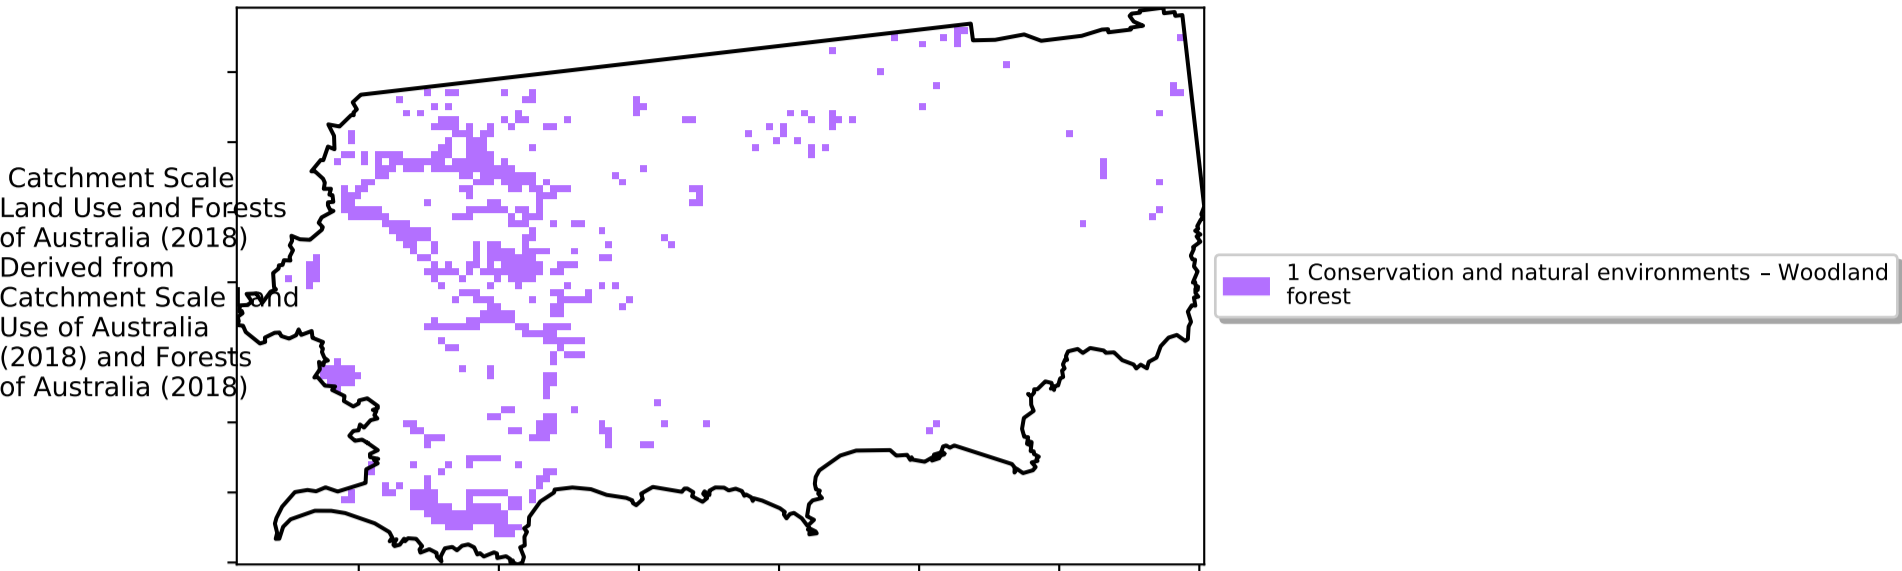 Catchment Scale
Land Use and Forests
of Australia (2018)
Derived from
Catchment Scale Land
Use of Australia
(2018) and Forests
of Australia (2018)
1 Conservation and natural environments – Woodland
forest